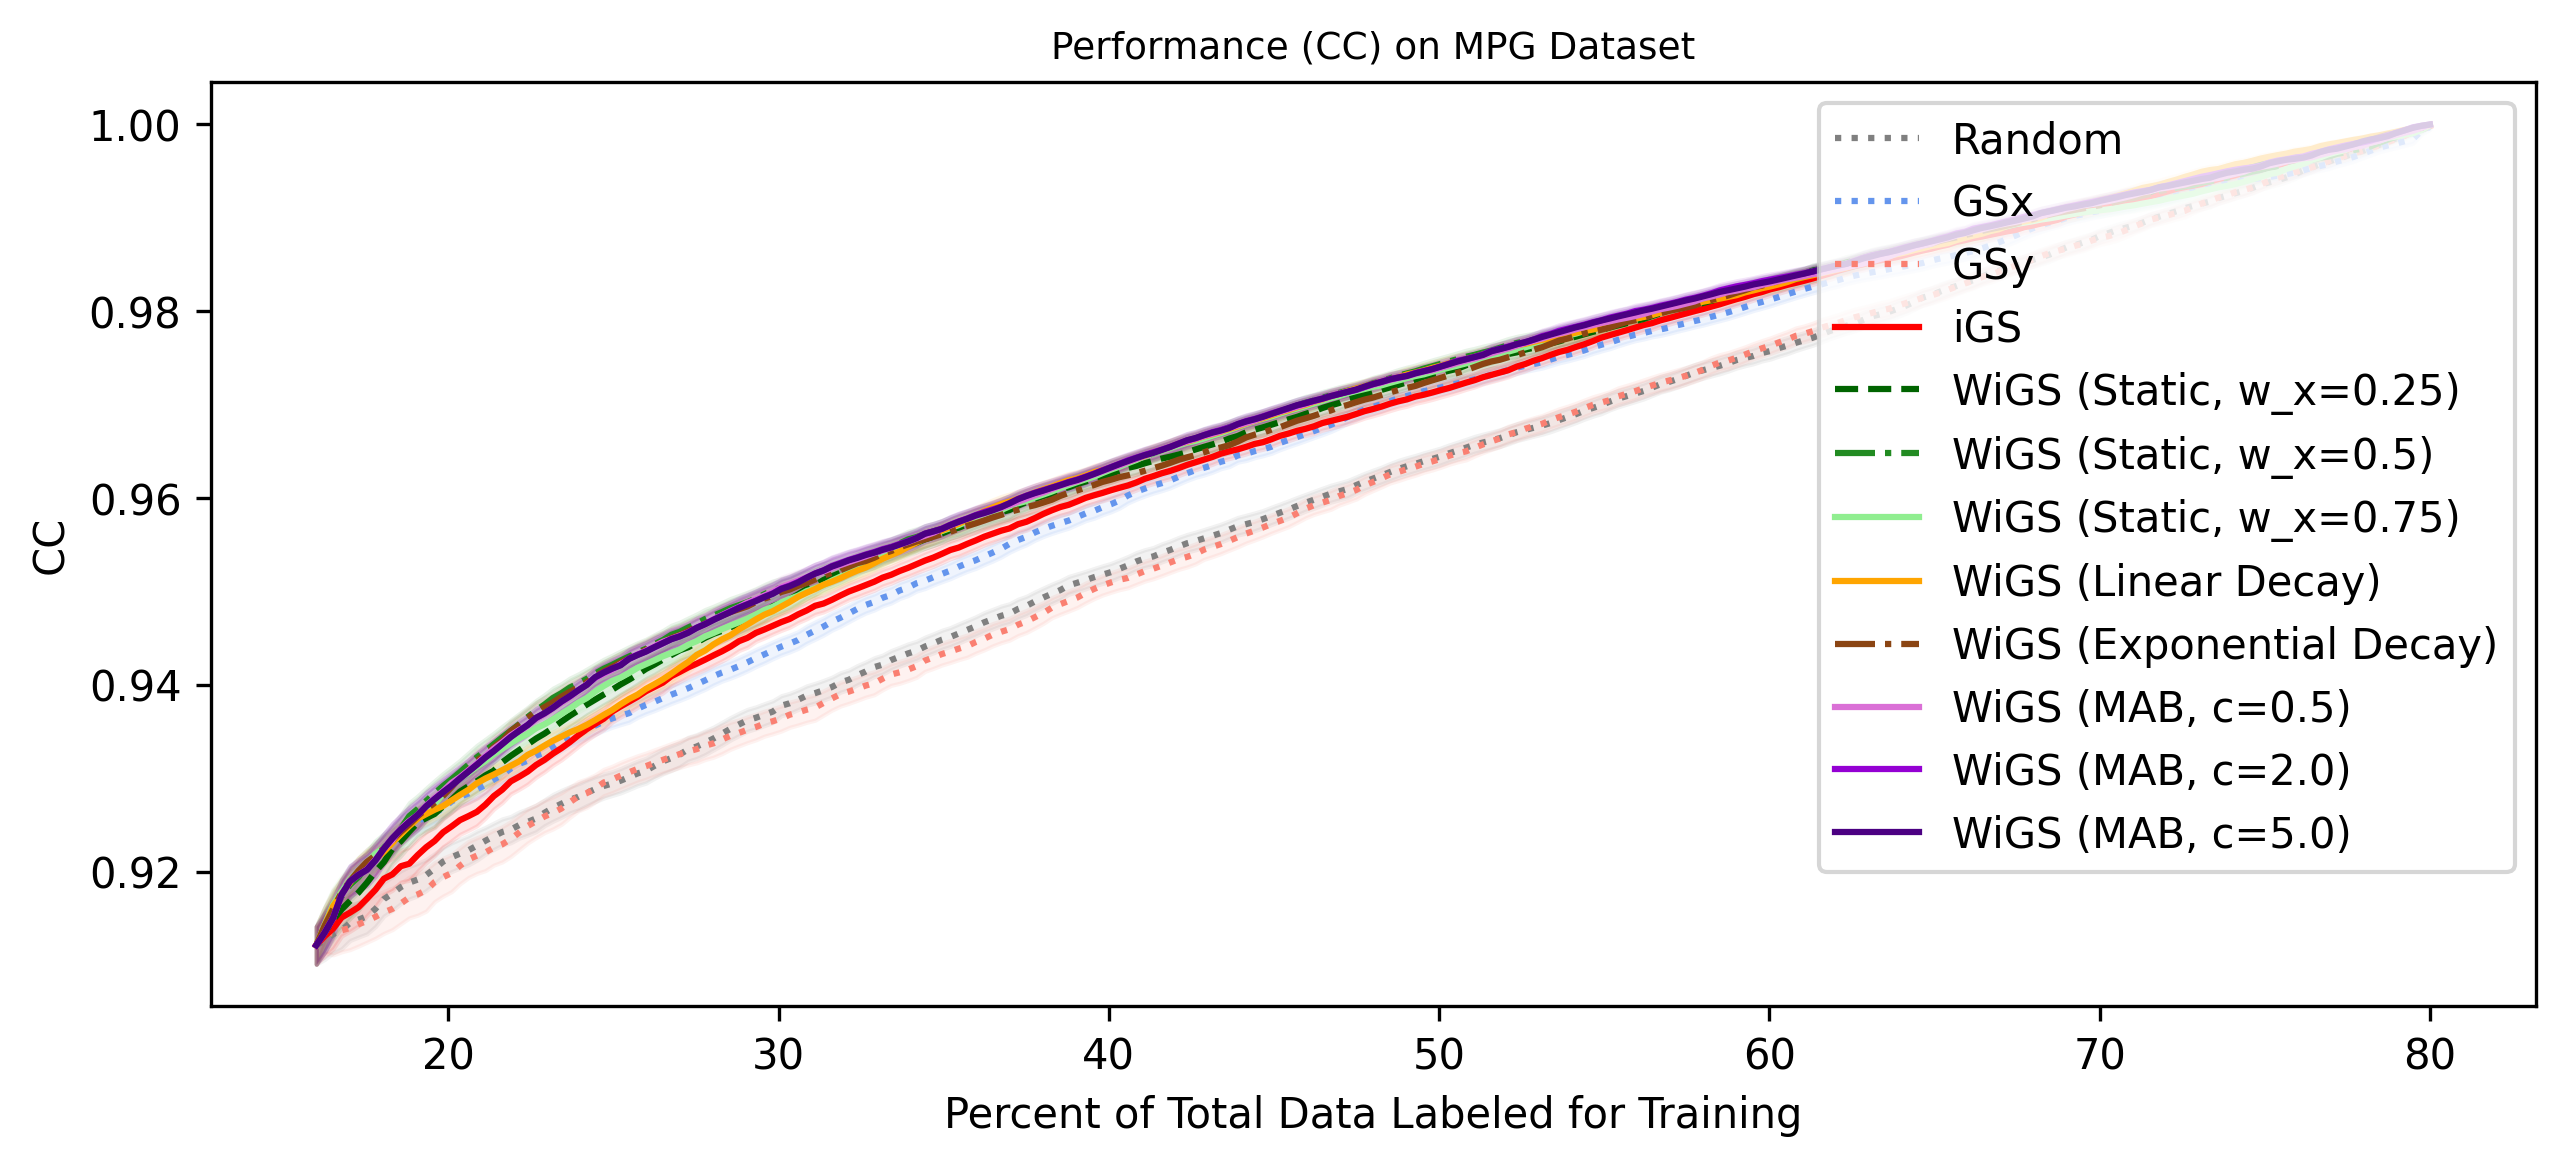 Performance (CC) on MPG Dataset
CC
1.00
0.98
0.96
0.94
0.92
20 30 40 50 60 70 80
Percent of Total Data Labeled for Training
Random
GSx
GSy
iGS
WiGS (Static, w_x=0.25)
WiGS (Static, w_x=0.5)
WiGS (Static, w_x=0.75)
WiGS (Linear Decay)
WiGS (Exponential Decay)
WiGS (MAB, c=0.5)
WiGS (MAB, c=2.0)
WiGS (MAB, c=5.0)